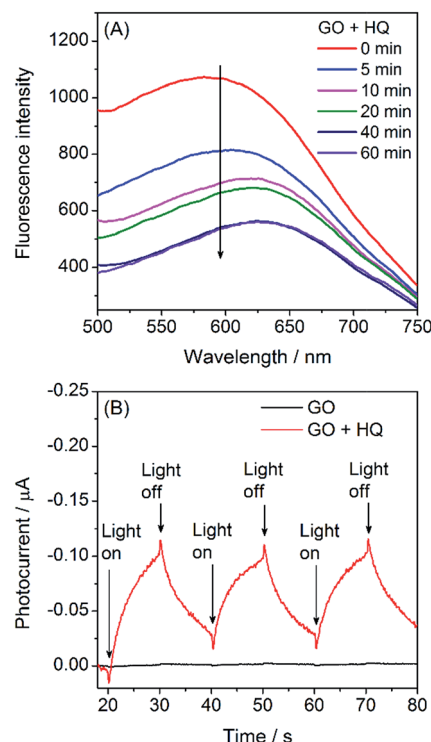 (A)
GO + HQ
0 min
5 min
10 min
20 min
40 min
60 min
1200
1000
800
600
400
Fluorescence intensity
500 550 600 650 700 750
Wavelength / nm
(B)
GO
GO + HQ
-0.25
-0.20
-0.15
-0.10
-0.05
0.00
Photocurrent / μA
Light off
Light off
Light off
Light on
Light on
Light on
20 30 40 50 60 70 80
Time / s